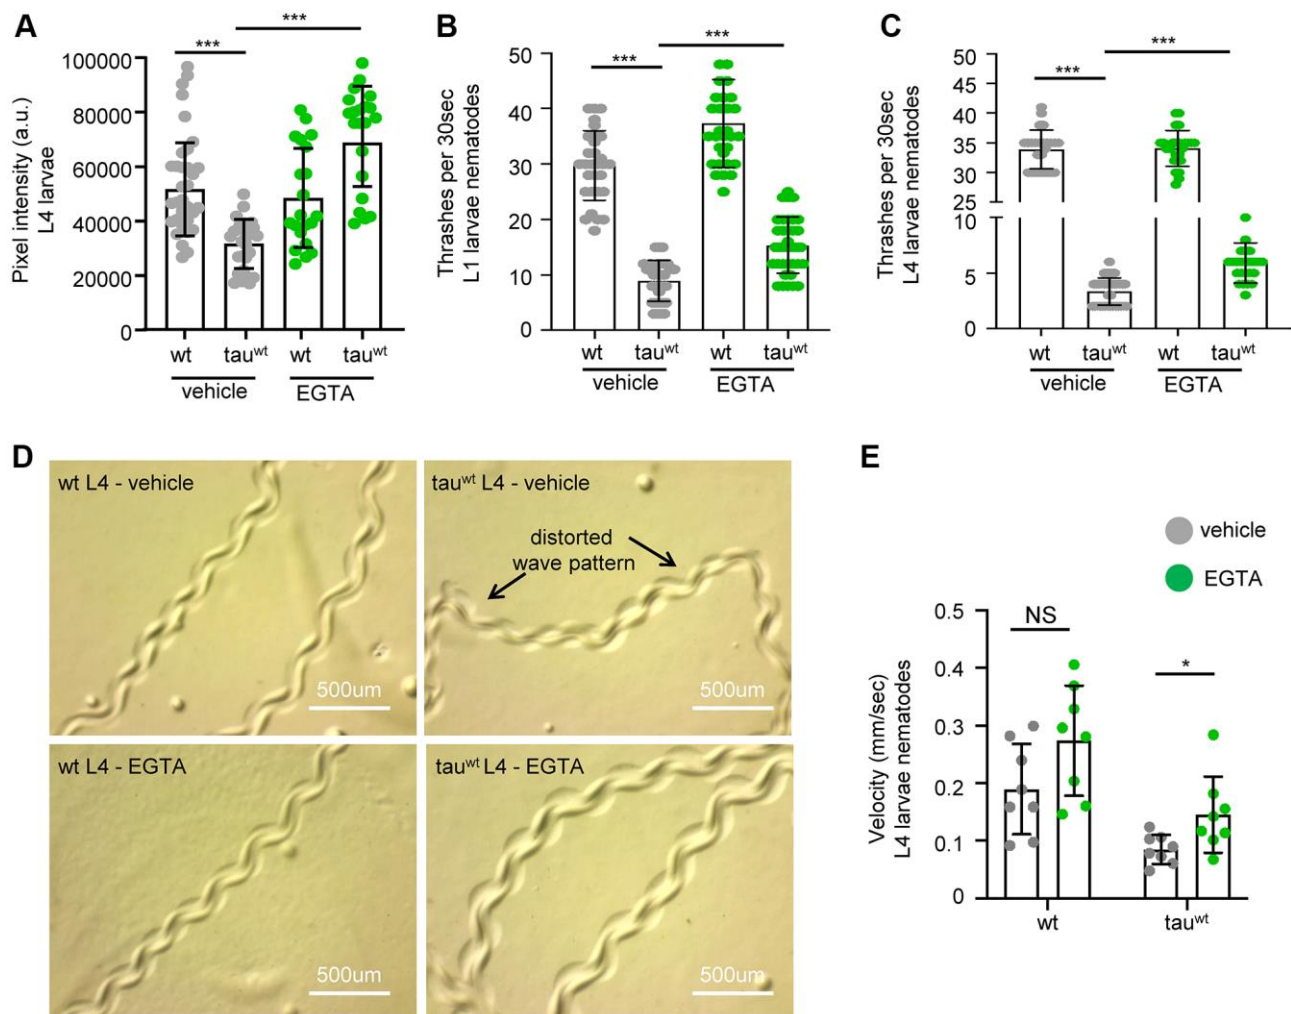 A
Pixel intensity (a.u.)
L4 larvae
100000
80000
60000
40000
20000
0
***
***
wt
tauwt
wt
tauwt
vehicle
EGTA
B
Thrashes per 30sec
L1 larvae nematodes
50
40
30
20
10
0
***
***
wt
tauwt
wt
tauwt
vehicle
EGTA
C
Thrashes per 30sec
L4 larvae nematodes
50
45
40
35
30
25
10
5
0
***
***
wt
tauwt
wt
tauwt
vehicle
EGTA
D
wt L4 - vehicle
500um
tauwt L4 - vehicle
distorted
wave pattern
500um
wt L4 - EGTA
500um
tauwt L4 - EGTA
500um
E
vehicle
EGTA
Velocity (mm/sec)
L4 larvae nematodes
0.5
0.4
0.3
0.2
0.1
0
NS
*
wt
tauwt